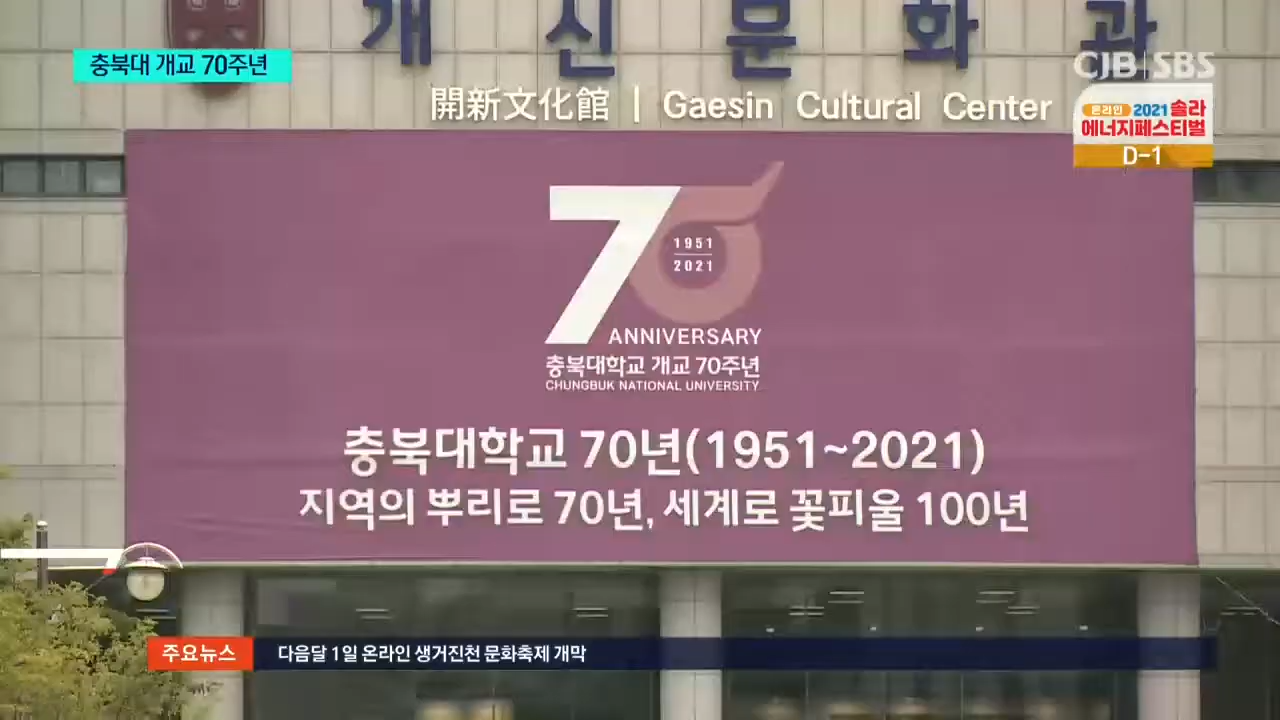 개신문화관
충북대 개교 70주년
CJB SBS
開新文化館 | Gaesin Cultural Center
온라인 2021 솔라
에너지페스티벌
D-1
70
1951
2021
ANNIVERSARY
충북대학교 개교 70주년
CHUNGBUK NATIONAL UNIVERSITY
충북대학교 70년(1951~2021)
지역의 뿌리로 70년, 세계로 꽃피울 100년
주요뉴스 다음달 1일 온라인 생거진천 문화축제 개막